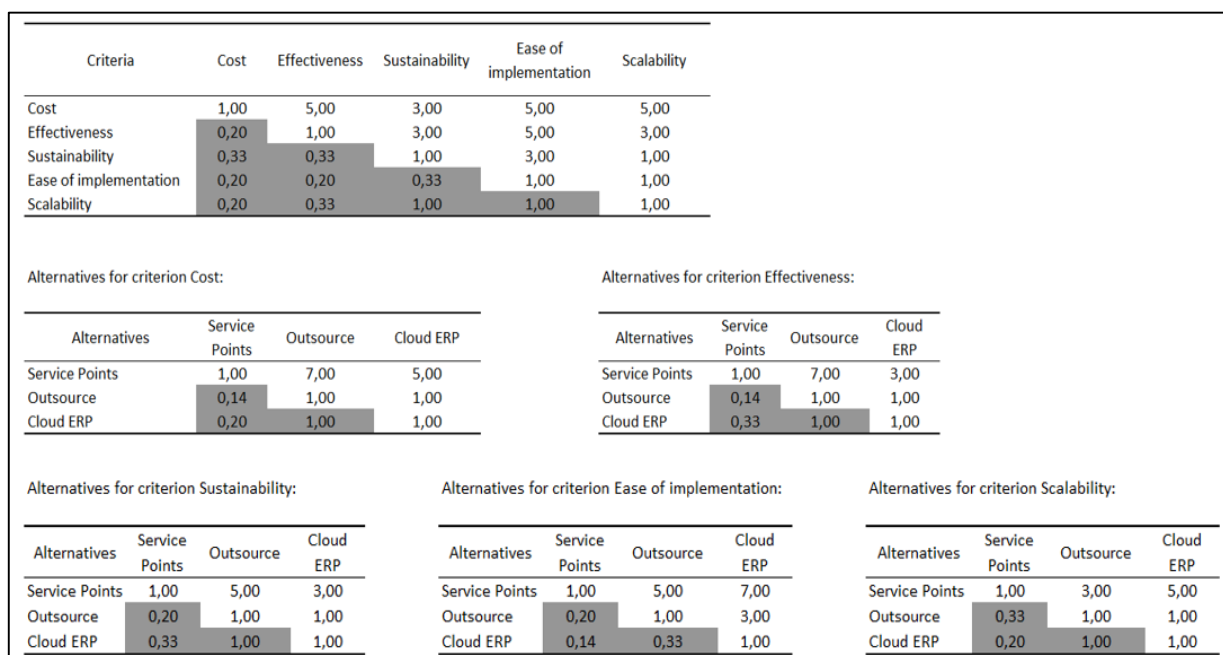 Criteria Cost Effectiveness Sustainability Ease of implementation Scalability
Cost 1,00 5,00 3,00 5,00 5,00
Effectiveness 0,20 1,00 3,00 5,00 3,00
Sustainability 0,33 0,33 1,00 3,00 1,00
Ease of implementation 0,20 0,20 0,33 1,00 1,00
Scalability 0,20 0,33 1,00 1,00 1,00
Alternatives for criterion Cost:
Alternatives Service Points Outsource Cloud ERP
Service Points 1,00 7,00 5,00
Outsource 0,14 1,00 1,00
Cloud ERP 0,20 1,00 1,00
Alternatives for criterion Effectiveness:
Alternatives Service Points Outsource Cloud ERP
Service Points 1,00 7,00 3,00
Outsource 0,14 1,00 1,00
Cloud ERP 0,33 1,00 1,00
Alternatives for criterion Sustainability:
Alternatives Service Points Outsource Cloud ERP
Service Points 1,00 5,00 3,00
Outsource 0,20 1,00 1,00
Cloud ERP 0,33 1,00 1,00
Alternatives for criterion Ease of implementation:
Alternatives Service Points Outsource Cloud ERP
Service Points 1,00 5,00 7,00
Outsource 0,20 1,00 3,00
Cloud ERP 0,14 0,33 1,00
Alternatives for criterion Scalability:
Alternatives Service Points Outsource Cloud ERP
Service Points 1,00 3,00 5,00
Outsource 0,33 1,00 1,00
Cloud ERP 0,20 1,00 1,00